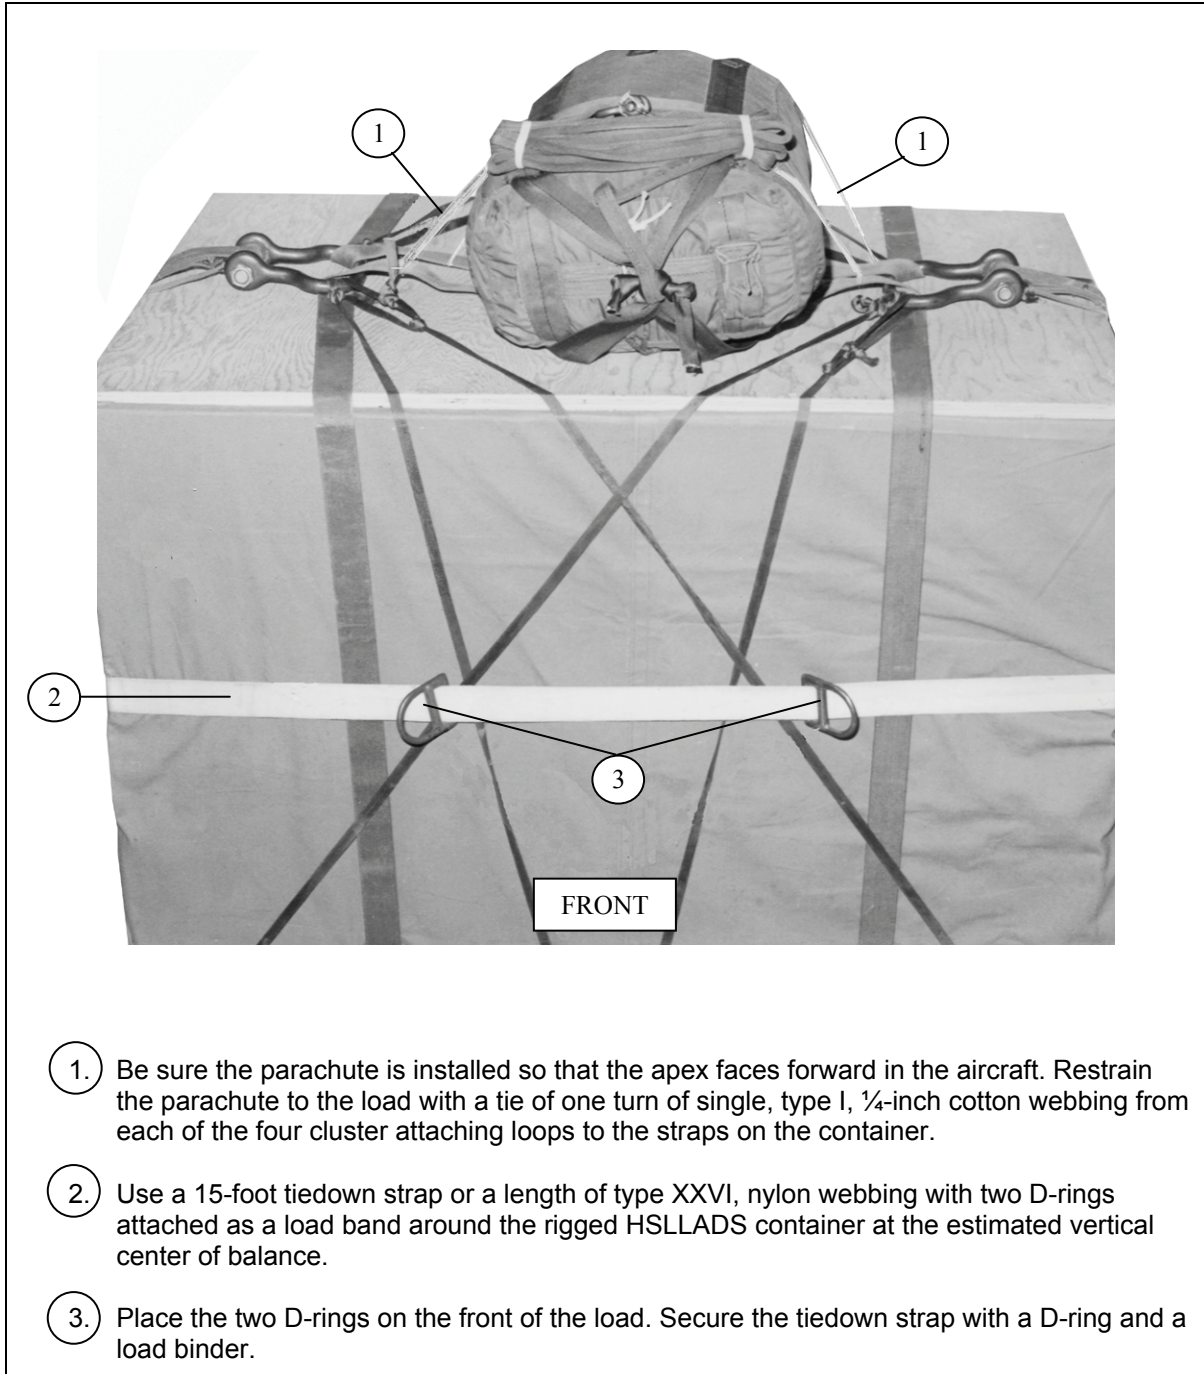 1
1
2
3
FRONT
1. Be sure the parachute is installed so that the apex faces forward in the aircraft. Restrain
the parachute to the load with a tie of one turn of single, type I, ¼-inch cotton webbing from
each of the four cluster attaching loops to the straps on the container.
2. Use a 15-foot tiedown strap or a length of type XXVI, nylon webbing with two D-rings
attached as a load band around the rigged HSLLADS container at the estimated vertical
center of balance.
3. Place the two D-rings on the front of the load. Secure the tiedown strap with a D-ring and a
load binder.